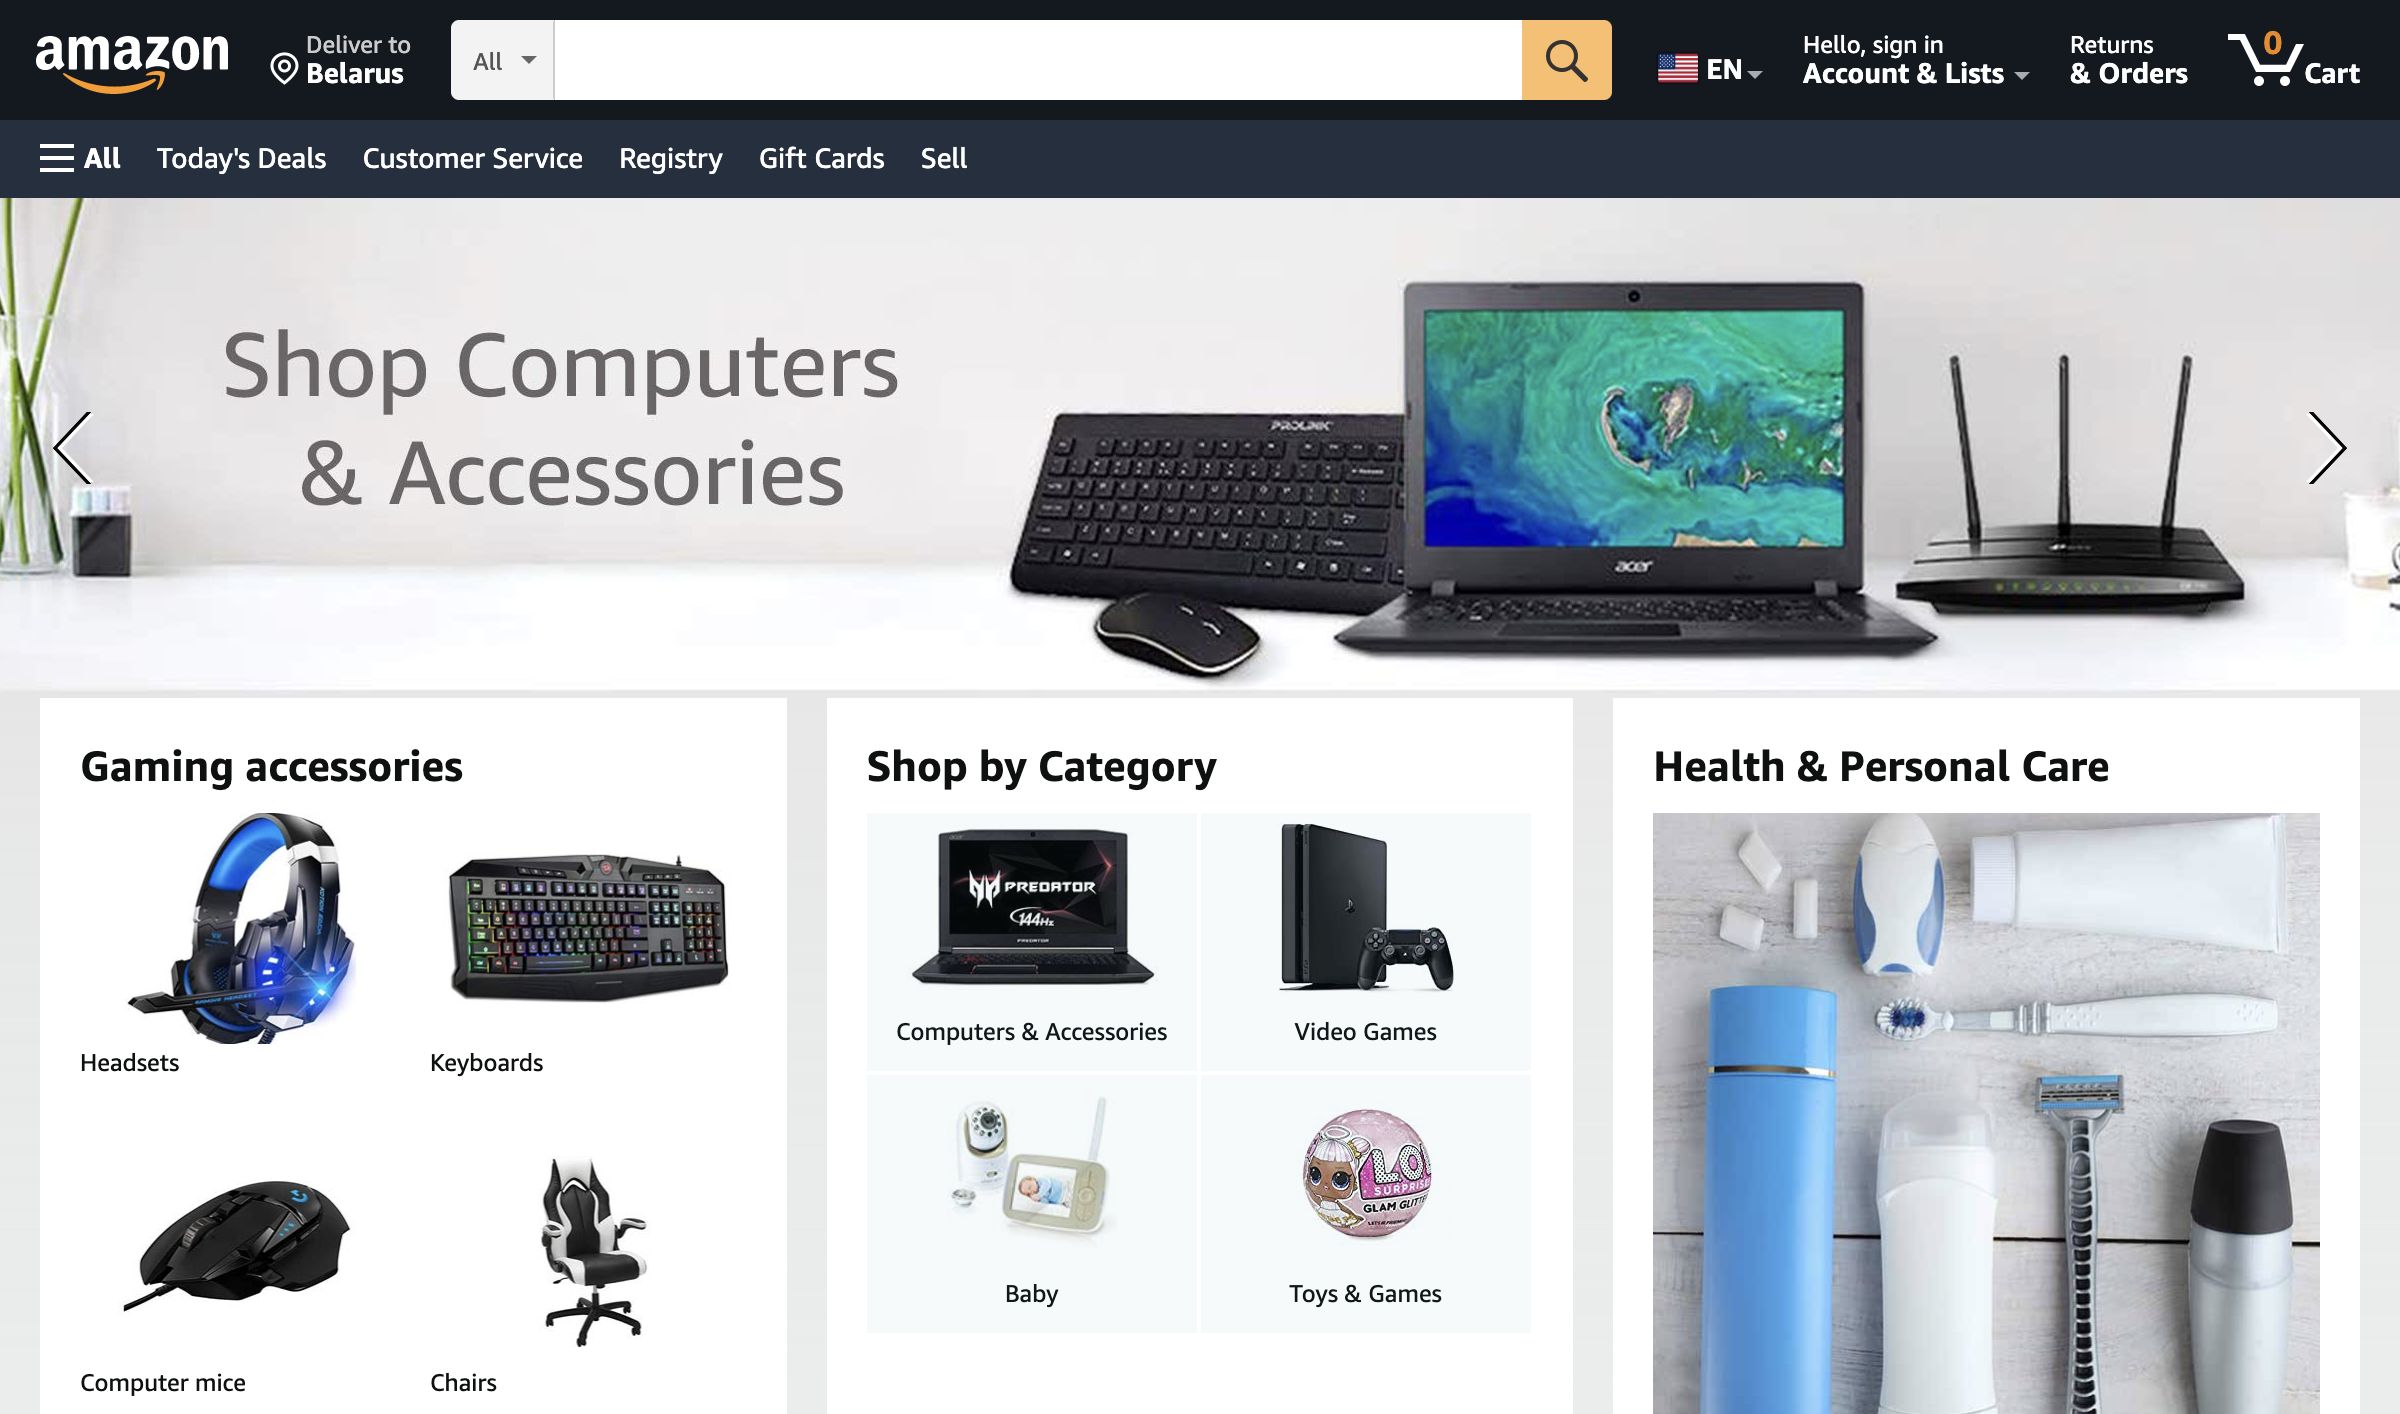 amazon
Deliver to
Belarus
All
EN
Hello, sign in
Account & Lists
Returns
& Orders
0
Cart
All
Today's Deals
Customer Service
Registry
Gift Cards
Sell
Shop Computers
& Accessories
PROLiNK
acer
Gaming accessories
Headsets
Keyboards
Computer mice
Chairs
Shop by Category
PREDATOR
144Hz
PREDATOR
Computers & Accessories
Video Games
Baby
SURPRISE
GLAM GLITTER
Toys & Games
Health & Personal Care